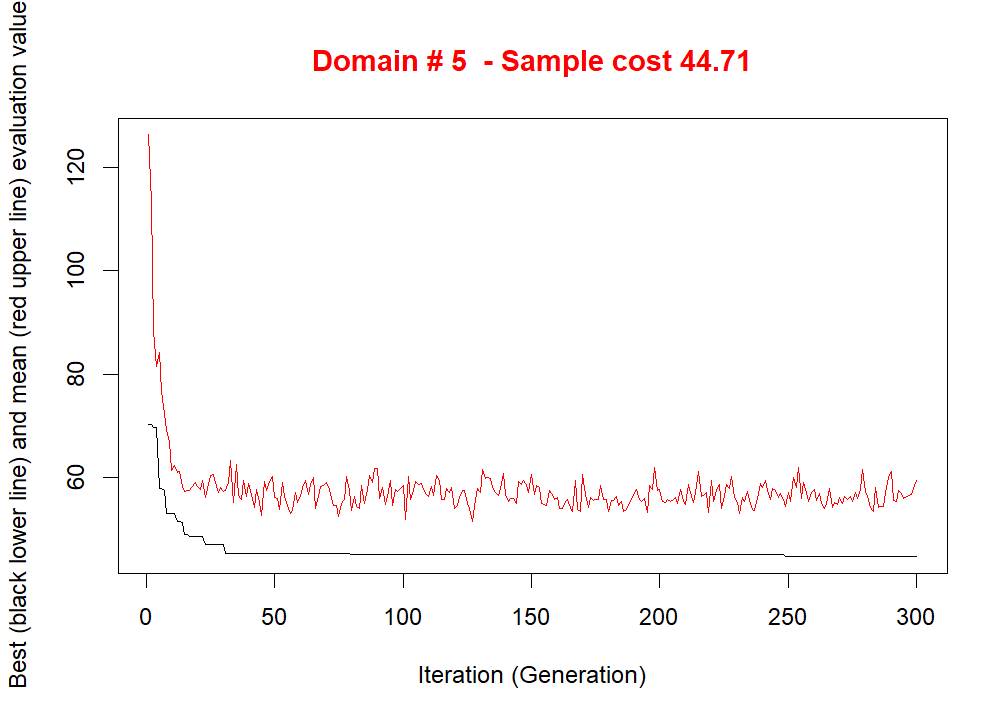 Domain # 5  - Sample cost 44.71
Best (black lower line) and mean (red upper line) evaluation value
120
100
80
60
0 50 100 150 200 250 300
Iteration (Generation)